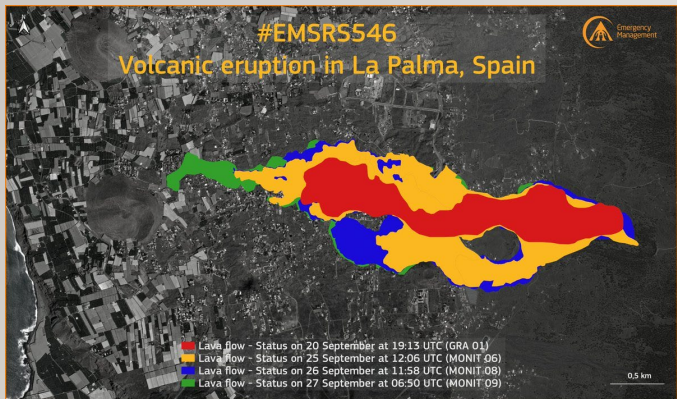 #EMSR5546
Volcanic eruption in La Palma, Spain
Emergency
Management
Lava flow - Status on 20 September at 19:13 UTC (GRA 01)
Lava flow - Status on 25 September at 12:06 UTC (MONIT 06)
Lava flow - Status on 26 September at 11:58 UTC (MONIT 08)
Lava flow - Status on 27 September at 06:50 UTC (MONIT 09)
0,5 km